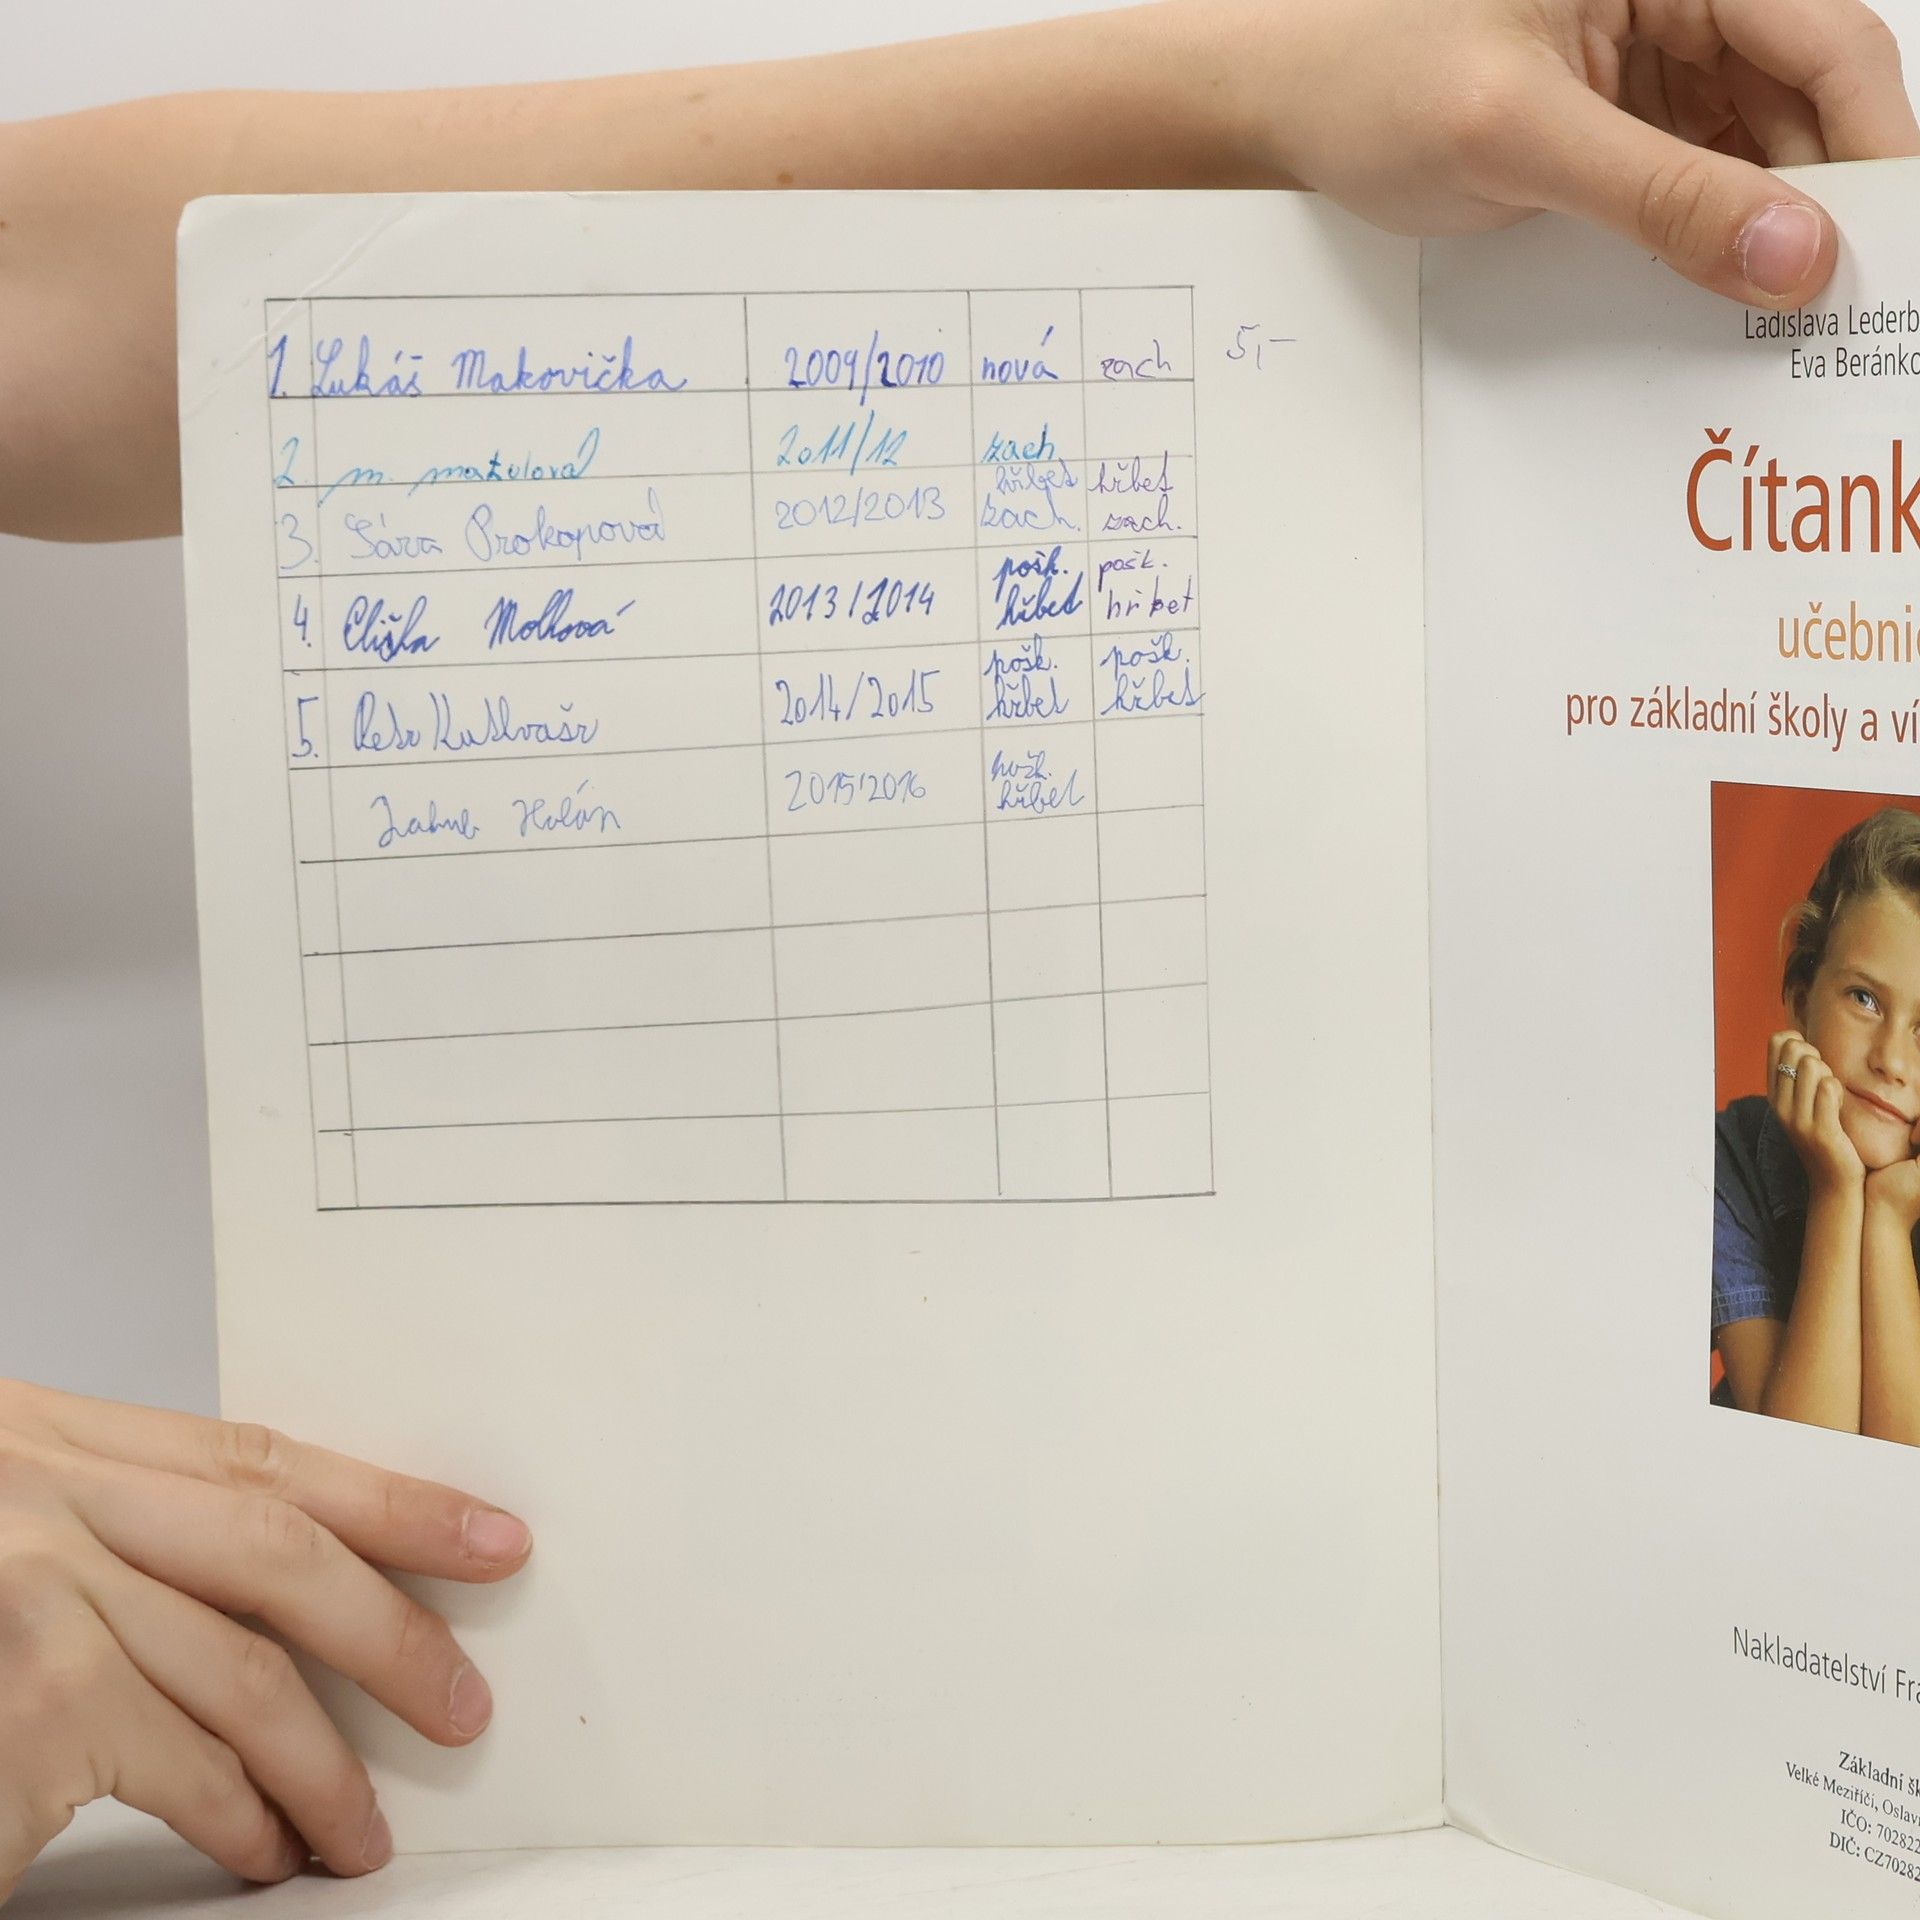 1. Lukáš Makovička 2009/2010 nová zach 5,-
2. M. Matulová 2011/12 zach
3. Sára Prokopová 2012/2013 hřbet zach. hřbet zach.
4. Eliška 2013/2014 pošk. hřbet pošk. hřbet
5. Petr 2014/2015 pošk. hřbet pošk. hřbet
Jakub Holán 2015/2016 pošk. hřbet
Ladislava Lederb
Eva Beránko
Čítank
učebni
pro základní školy a ví
Nakladatelství Fra
Základní šk
Velké Meziříčí, Oslav
IČO: 702822
DIČ: CZ70282